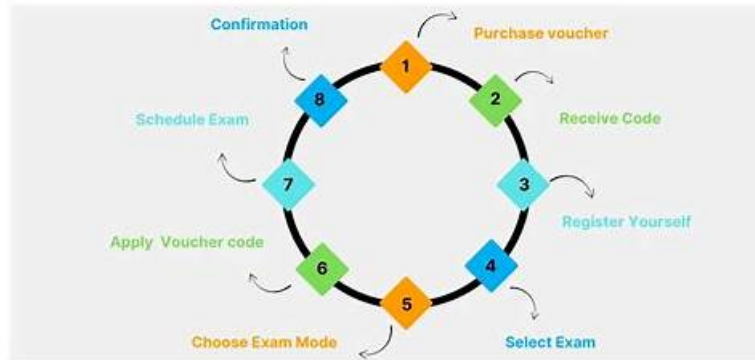 1
Purchase voucher
2
Receive Code
3
Register Yourself
4
Select Exam
5
Choose Exam Mode
6
Apply Voucher code
7
Schedule Exam
8
Confirmation